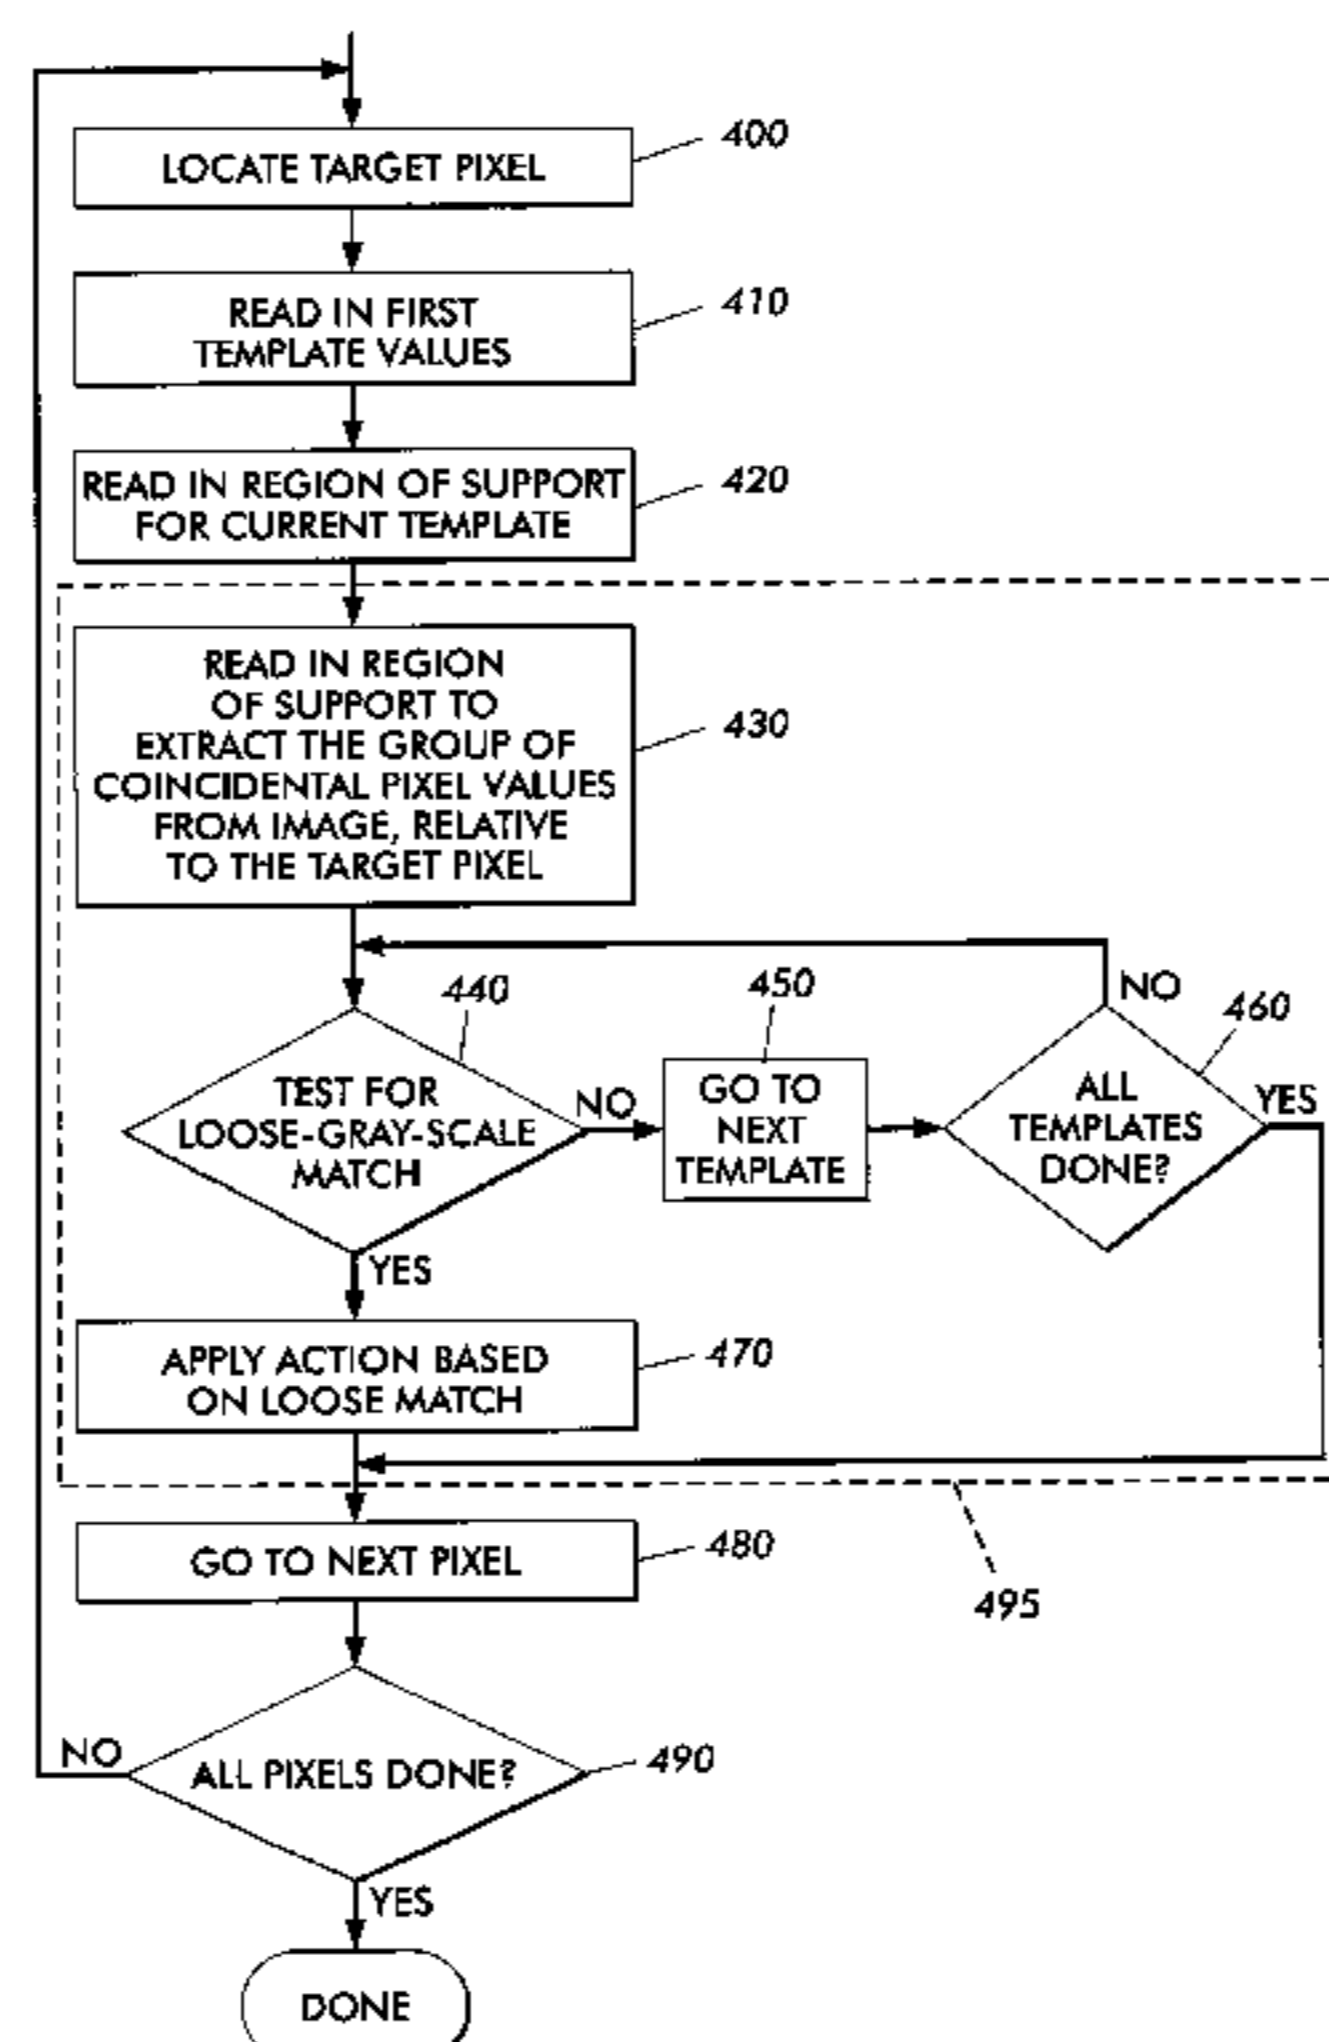 LOCATE TARGET PIXEL
400
READ IN FIRST
TEMPLATE VALUES
410
READ IN REGION OF SUPPORT
FOR CURRENT TEMPLATE
420
READ IN REGION
OF SUPPORT TO
EXTRACT THE GROUP OF
COINCIDENTAL PIXEL VALUES
FROM IMAGE, RELATIVE
TO THE TARGET PIXEL
430
440
TEST FOR
LOOSE-GRAY-SCALE
MATCH
NO
450
GO TO
NEXT
TEMPLATE
NO
460
ALL
TEMPLATES
DONE?
YES
YES
APPLY ACTION BASED
ON LOOSE MATCH
470
GO TO NEXT PIXEL
480
495
NO
ALL PIXELS DONE?
490
YES
DONE